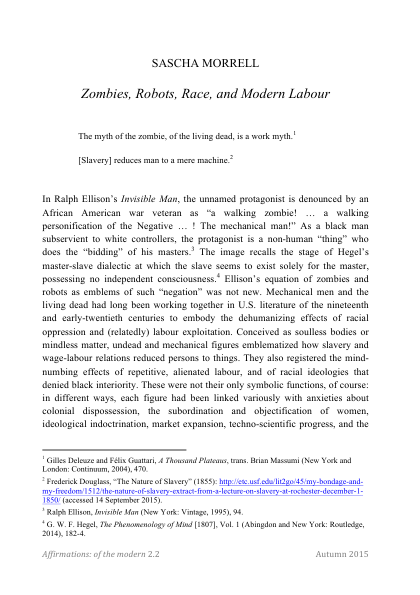 SASCHA MORRELL
Zombies, Robots, Race, and Modern Labour
The myth of the zombie, of the living dead, is a work myth.1
[Slavery] reduces man to a mere machine.2
In Ralph Ellison's Invisible Man, the unnamed protagonist is denounced by an
African American war veteran as “a walking zombie! … a walking
personification of the Negative … ! The mechanical man!” As a black man
subservient to white controllers, the protagonist is a non-human “thing” who
does the “bidding” of his masters.3 The image recalls the stage of Hegel's
master-slave dialectic at which the slave seems to exist solely for the master,
possessing no independent consciousness.4 Ellison's equation of zombies and
robots as emblems of such “negation” was not new. Mechanical men and the
living dead had long been working together in U.S. literature of the nineteenth
and early-twentieth centuries to embody the dehumanizing effects of racial
oppression and (relatedly) labour exploitation. Conceived as soulless bodies or
mindless matter, undead and mechanical figures emblematized how slavery and
wage-labour relations reduced persons to things. They also registered the mind-
numbing effects of repetitive, alienated labour, and of racial ideologies that
denied black interiority. These were not their only symbolic functions, of course:
in different ways, each figure had been linked variously with anxieties about
colonial dispossession, the subordination and objectification of women,
ideological indoctrination, market expansion, techno-scientific progress, and the
1 Gilles Deleuze and Félix Guattari, A Thousand Plateaus, trans. Brian Massumi (New York and
London: Continuum, 2004), 470.
2 Frederick Douglass, “The Nature of Slavery” (1855): http://etc.usf.edu/lit2go/45/my-bondage-and-
my-freedom/1512/the-nature-of-slavery-extract-from-a-lecture-on-slavery-at-rochester-december-1-
1850/ (accessed 14 September 2015).
3 Ralph Ellison, Invisible Man (New York: Vintage, 1995), 94.
4 G. W. F. Hegel, The Phenomenology of Mind [1807], Vol. 1 (Abingdon and New York: Routledge,
2014), 182-4.
Affirmations: of the modern 2.2
Autumn 2015